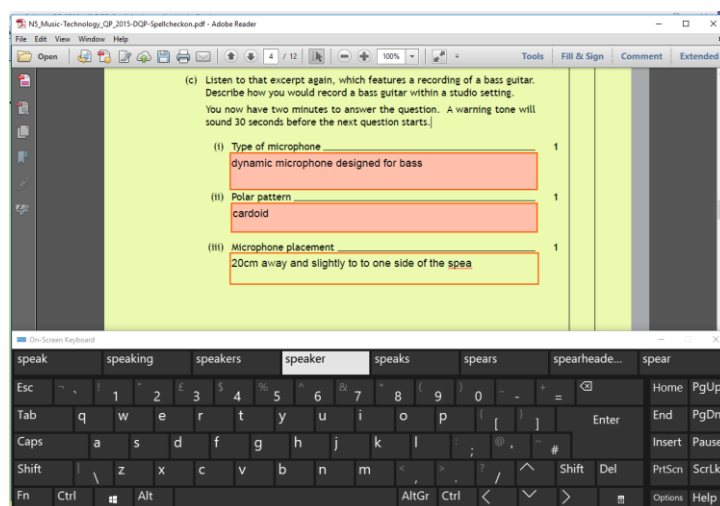 N5_Music-Technology_QP_2015-DQP-Spellcheckon.pdf - Adobe Reader
File Edit View Window Help
Open 4 / 12 100% Tools Fill & Sign Comment Extended
(c) Listen to that excerpt again, which features a recording of a bass guitar.
Describe how you would record a bass guitar within a studio setting.
You now have two minutes to answer the question. A warning tone will
sound 30 seconds before the next question starts.
(i) Type of microphone 1
dynamic microphone designed for bass
(ii) Polar pattern 1
cardoid
(iii) Microphone placement 1
20cm away and slightly to to one side of the spea
On-Screen Keyboard
speak speaking speakers speaker speaks spears spearheade... spear
Esc ¬ ` ! 1 " 2 £ 3 $ 4 % 5 ^ 6 & 7 * 8 ( 9 ) 0 _ - + = Home PgUp
Tab q w e r t y u i o p { [ } ] Enter End PgDn
Caps a s d f g h j k l : ; @ ' ~ # Insert Pause
Shift | \ z x c v b n m < , > . ? / Shift Del PrtScn ScrLk
Fn Ctrl Alt AltGr Ctrl Options Help